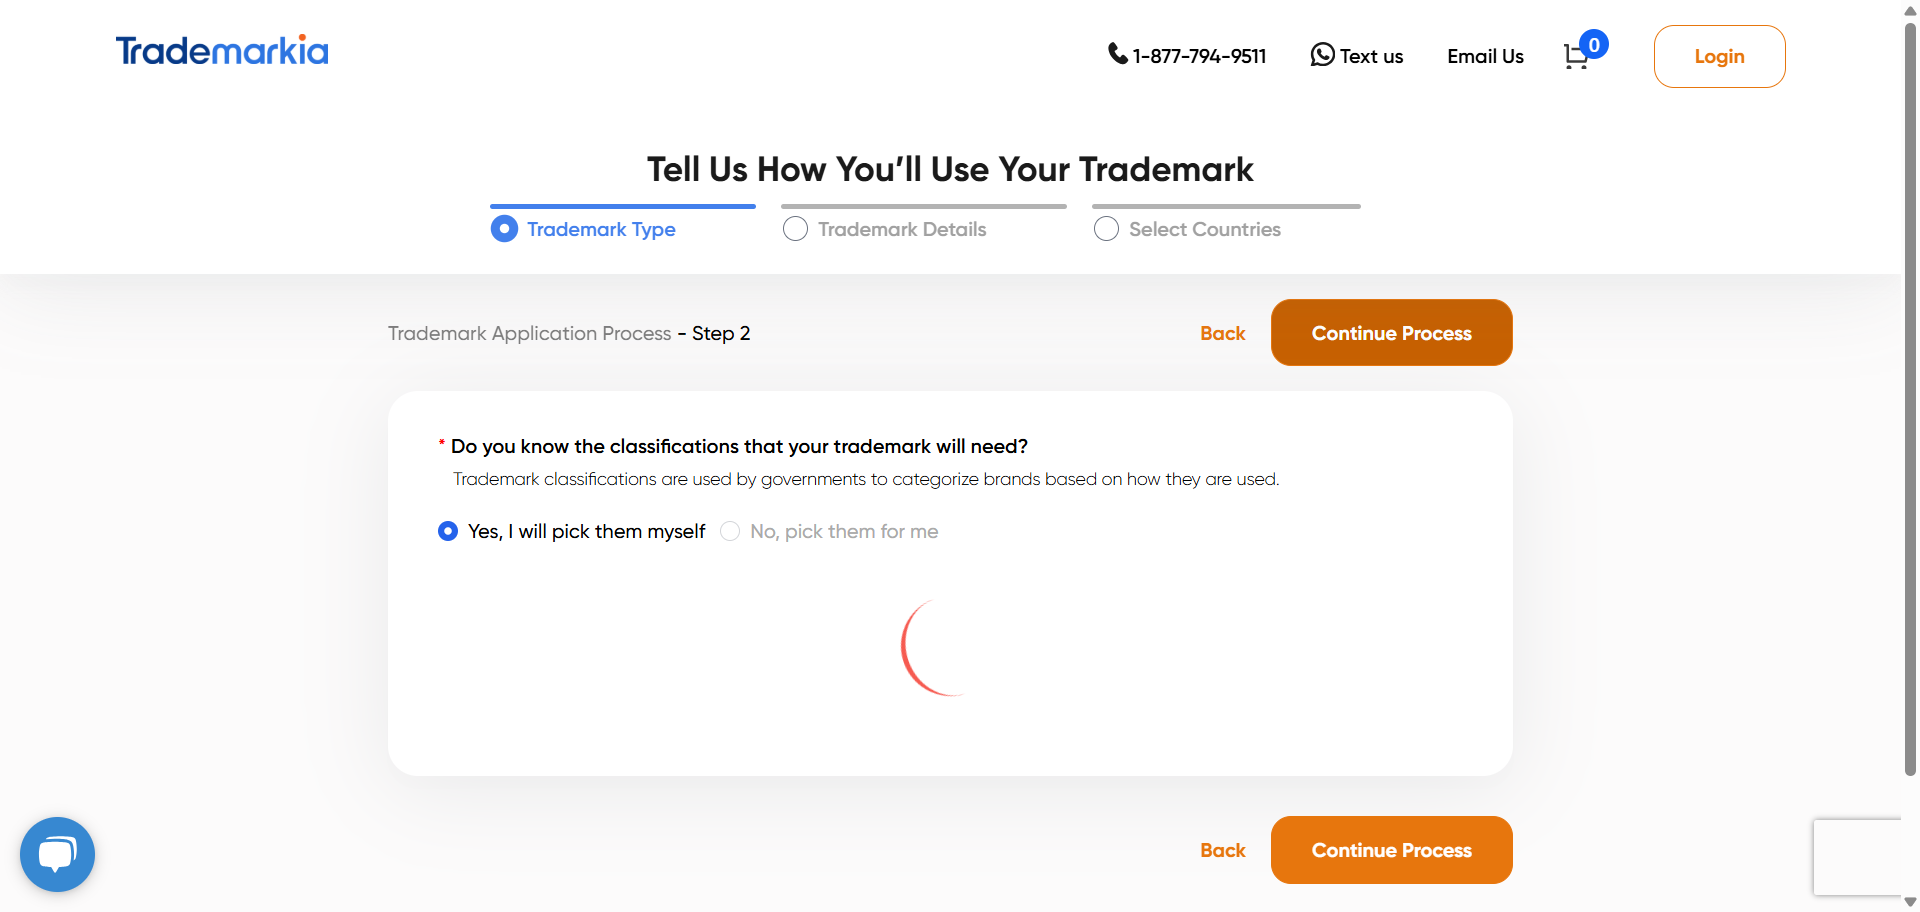 Trademarkia
1-877-794-9511
Text us
Email Us
0
Login
Tell Us How You’ll Use Your Trademark
Trademark Type
Trademark Details
Select Countries
Trademark Application Process - Step 2
Back
Continue Process
* Do you know the classifications that your trademark will need?
Trademark classifications are used by governments to categorize brands based on how they are used.
Yes, I will pick them myself
No, pick them for me
Back
Continue Process